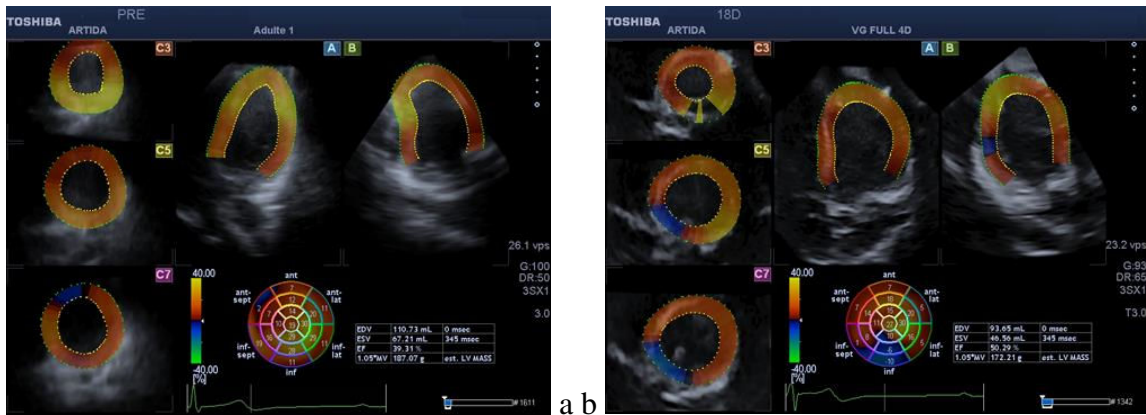 PRE
TOSHIBA
ARTIDA
Adulte 1
C3
A
B
C5
26.1 vps
G:100
DR:50
3SX1
3.0
C7
40.00
-40.00
[%]
ant
ant-sept
ant-lat
inf-sept
inf-lat
inf
EDV 110.73 mL 0 msec
ESV 67.21 mL 345 msec
EF 39.31 %
1.05*MV 187.07 g est. LV MASS
# 1611
a b
18D
TOSHIBA
ARTIDA
VG FULL 4D
C3
A
B
C5
23.2 vps
G:93
DR:65
3SX1
T3.0
C7
40.00
-40.00
[%]
ant
ant-sept
ant-lat
inf-sept
inf-lat
inf
EDV 93.65 mL 0 msec
ESV 46.56 mL 345 msec
EF 50.29 %
1.05*MV 172.21 g est. LV MASS
# 1342